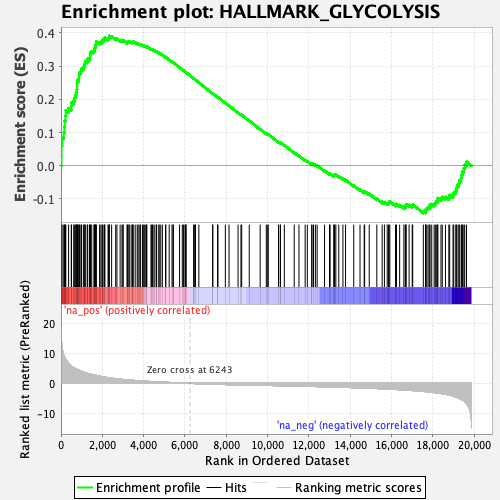 Enrichment plot: HALLMARK_GLYCOLYSIS
Enrichment score (ES)
0.4
0.3
0.2
0.1
0.0
-0.1
'na_pos' (positively correlated)
Ranked list metric (PreRanked)
20
10
0
-10
Zero cross at 6243
'na_neg' (negatively correlated)
0
2,000
4,000
6,000
8,000
10,000
12,000
14,000
16,000
18,000
20,000
Rank in Ordered Dataset
Enrichment profile
Hits
Ranking metric scores